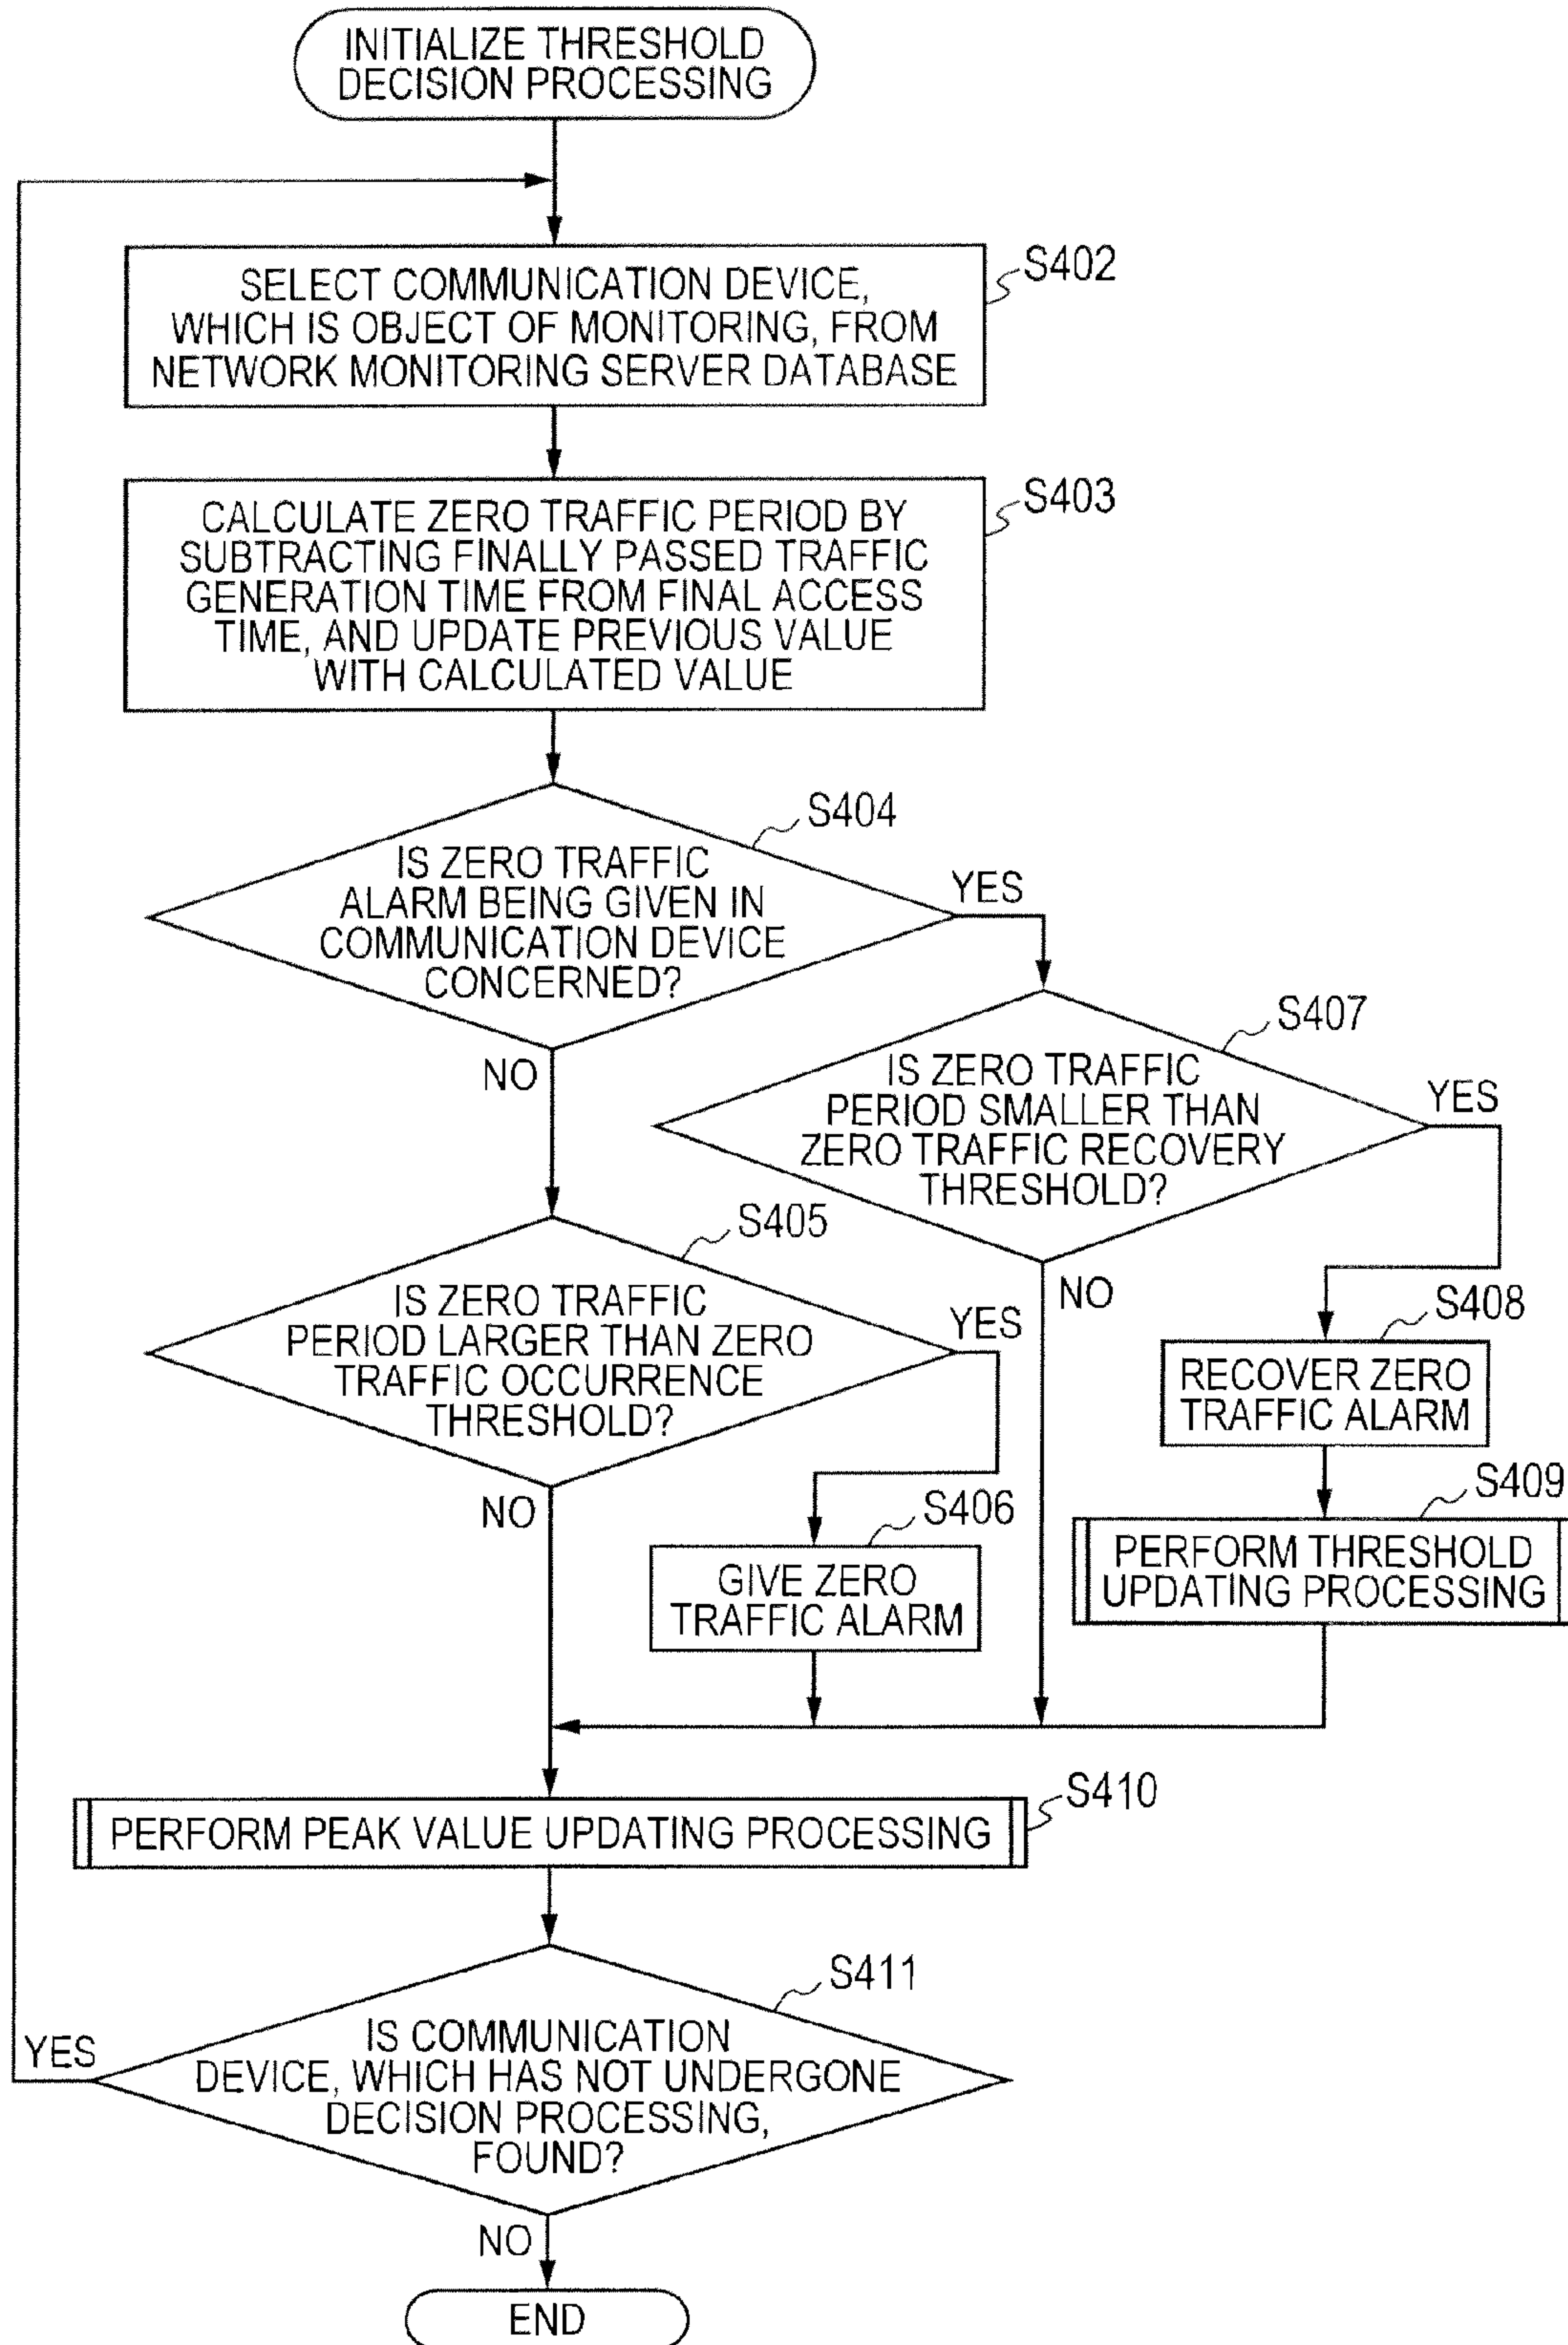 INITIALIZE THRESHOLD
DECISION PROCESSING
S402
SELECT COMMUNICATION DEVICE,
WHICH IS OBJECT OF MONITORING, FROM
NETWORK MONITORING SERVER DATABASE
S403
CALCULATE ZERO TRAFFIC PERIOD BY
SUBTRACTING FINALLY PASSED TRAFFIC
GENERATION TIME FROM FINAL ACCESS
TIME, AND UPDATE PREVIOUS VALUE
WITH CALCULATED VALUE
S404
IS ZERO TRAFFIC
ALARM BEING GIVEN IN
COMMUNICATION DEVICE
CONCERNED?
YES
NO
S407
IS ZERO TRAFFIC
PERIOD SMALLER THAN
ZERO TRAFFIC RECOVERY
THRESHOLD?
YES
NO
S405
IS ZERO TRAFFIC
PERIOD LARGER THAN ZERO
TRAFFIC OCCURRENCE
THRESHOLD?
YES
NO
S408
RECOVER ZERO
TRAFFIC ALARM
S406
GIVE ZERO
TRAFFIC ALARM
S409
PERFORM THRESHOLD
UPDATING PROCESSING
S410
PERFORM PEAK VALUE UPDATING PROCESSING
S411
IS COMMUNICATION
DEVICE, WHICH HAS NOT UNDERGONE
DECISION PROCESSING,
FOUND?
YES
NO
END